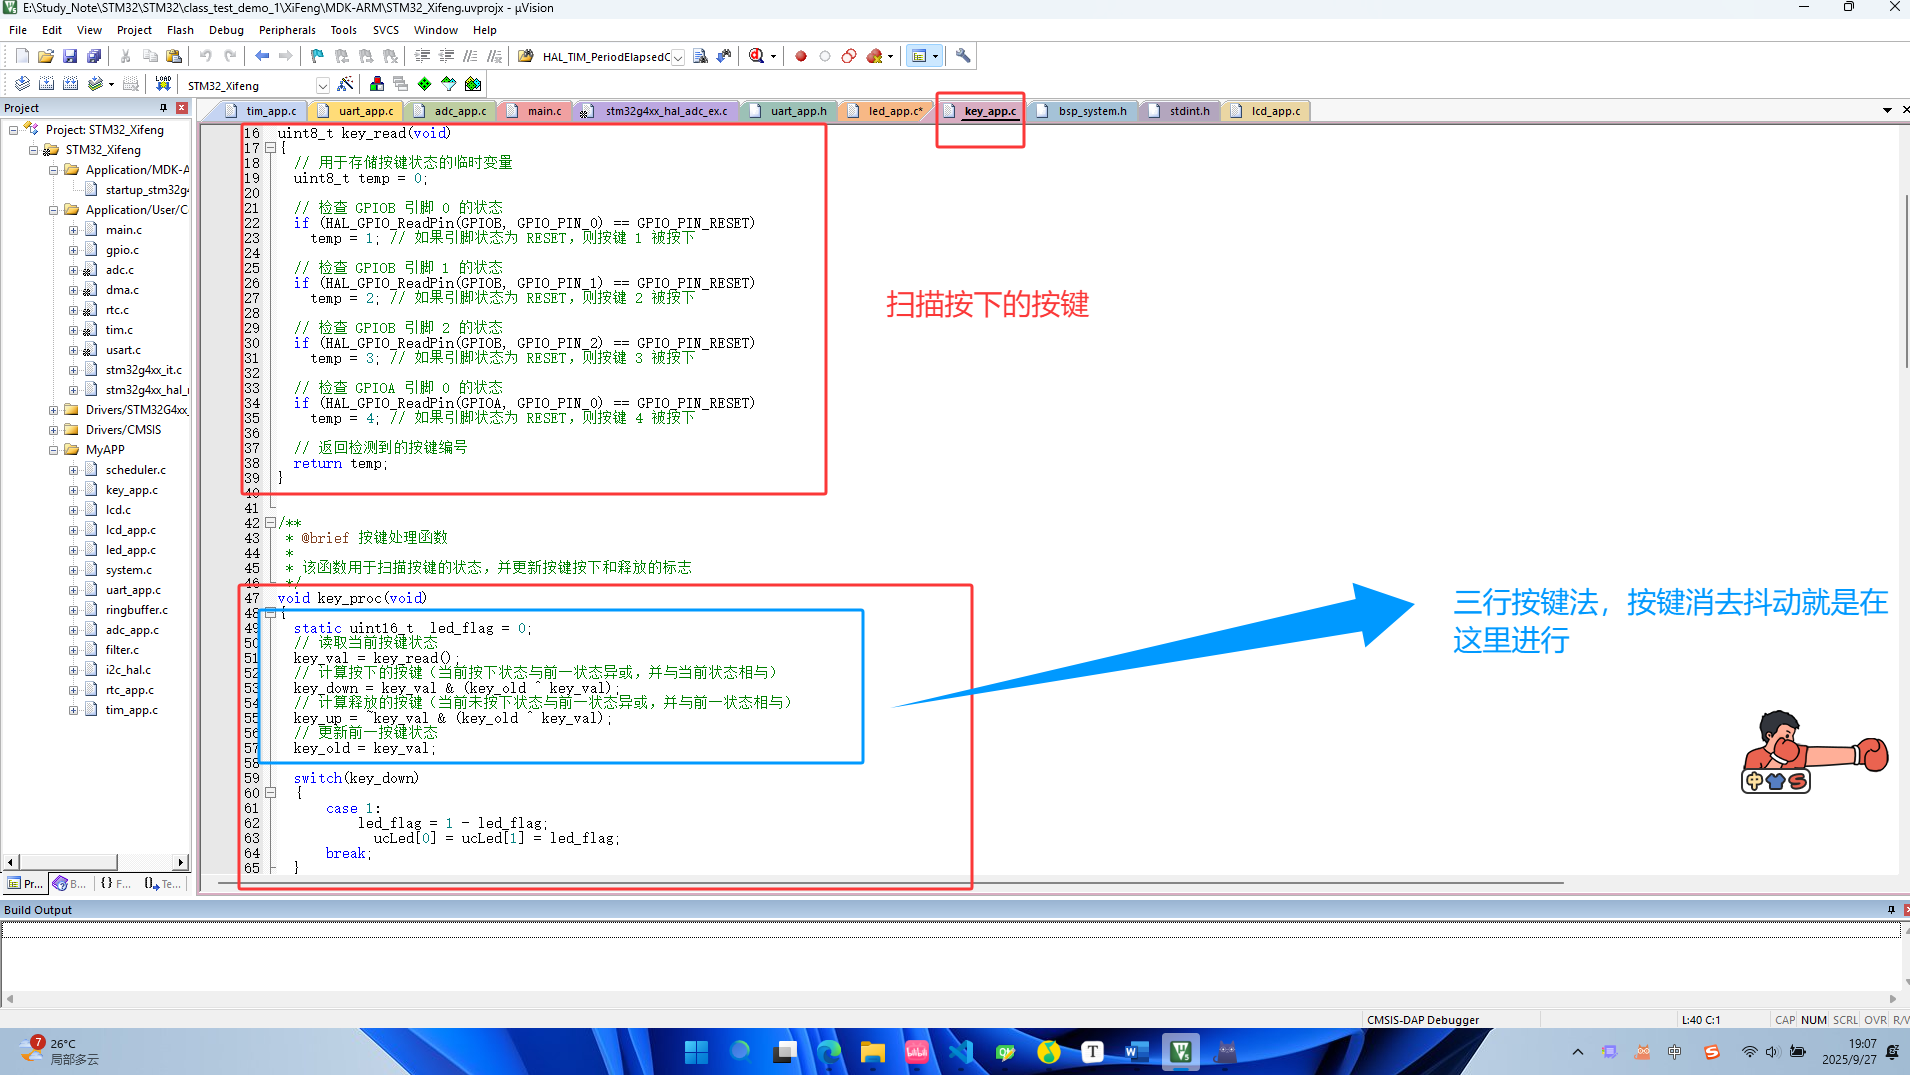 E:\Study_Note\STM32\STM32\class_test_demo_1\XiFeng\MDK-ARM\STM32_Xifeng.uvprojx - µVision
File Edit View Project Flash Debug Peripherals Tools SVCS Window Help
HAL_TIM_PeriodElapsedC
LOAD
STM32_Xifeng
Project
tim_app.c uart_app.c adc_app.c main.c stm32g4xx_hal_adc_ex.c uart_app.h led_app.c* key_app.c bsp_system.h stdint.h lcd_app.c
Project: STM32_Xifeng
STM32_Xifeng
Application/MDK-A
startup_stm32g4
Application/User/C
main.c
gpio.c
adc.c
dma.c
rtc.c
tim.c
usart.c
stm32g4xx_it.c
stm32g4xx_hal_
Drivers/STM32G4xx_
Drivers/CMSIS
MyAPP
scheduler.c
key_app.c
lcd.c
lcd_app.c
led_app.c
system.c
uart_app.c
ringbuffer.c
adc_app.c
filter.c
i2c_hal.c
rtc_app.c
tim_app.c
Pr... B... {} F... Te...
16 uint8_t key_read(void)
17 {
18 // 用于存储按键状态的临时变量
19 uint8_t temp = 0;
20
21 // 检查 GPIOB 引脚 0 的状态
22 if (HAL_GPIO_ReadPin(GPIOB, GPIO_PIN_0) == GPIO_PIN_RESET)
23 temp = 1; // 如果引脚状态为 RESET，则按键 1 被按下
24
25 // 检查 GPIOB 引脚 1 的状态
26 if (HAL_GPIO_ReadPin(GPIOB, GPIO_PIN_1) == GPIO_PIN_RESET)
27 temp = 2; // 如果引脚状态为 RESET，则按键 2 被按下
28
29 // 检查 GPIOB 引脚 2 的状态
30 if (HAL_GPIO_ReadPin(GPIOB, GPIO_PIN_2) == GPIO_PIN_RESET)
31 temp = 3; // 如果引脚状态为 RESET，则按键 3 被按下
32
33 // 检查 GPIOA 引脚 0 的状态
34 if (HAL_GPIO_ReadPin(GPIOA, GPIO_PIN_0) == GPIO_PIN_RESET)
35 temp = 4; // 如果引脚状态为 RESET，则按键 4 被按下
36
37 // 返回检测到的按键编号
38 return temp;
39 }
40
41
42 /**
43 * @brief 按键处理函数
44 *
45 * 该函数用于扫描按键的状态，并更新按键按下和释放的标志
46 */
47 void key_proc(void)
48 {
49 static uint16_t led_flag = 0;
50 // 读取当前按键状态
51 key_val = key_read();
52 // 计算按下的按键（当前按下状态与前一状态异或，并与当前状态相与）
53 key_down = key_val & (key_old ^ key_val);
54 // 计算释放的按键（当前未按下状态与前一状态异或，并与前一状态相与）
55 key_up = ~key_val & (key_old ^ key_val);
56 // 更新前一按键状态
57 key_old = key_val;
58
59 switch(key_down)
60 {
61 case 1:
62 led_flag = 1 - led_flag;
63 ucLed[0] = ucLed[1] = led_flag;
64 break;
65 }
扫描按下的按键
三行按键法，按键消去抖动就是在
这里进行
中 S
Build Output
CMSIS-DAP Debugger L:40 C:1 CAP NUM SCRL OVR R/W
7
26°C
局部多云
T
W
中
S
19:07
2025/9/27